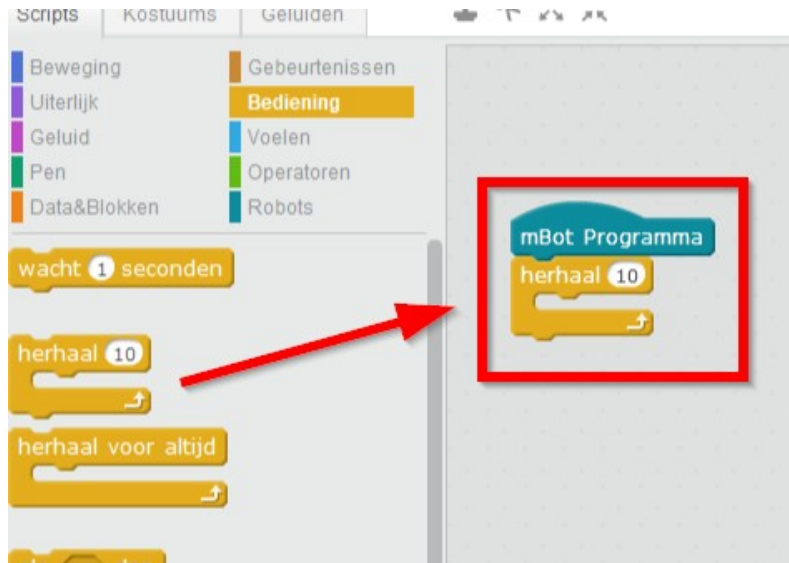 Scripts Kostuums Geluiden
Beweging Gebeurtenissen
Uiterlijk Bediening
Geluid Voelen
Pen Operatoren
Data&Blokken Robots
wacht 1 seconden
herhaal 10
herhaal voor altijd
mBot Programma
herhaal 10